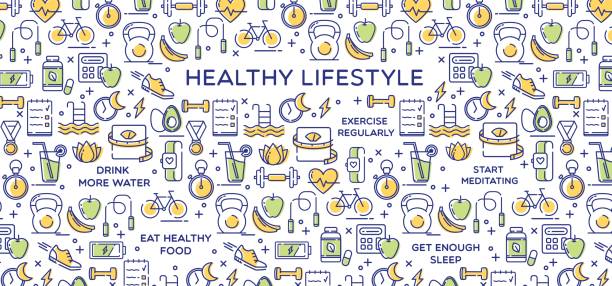 HEALTHY LIFESTYLE
EXERCISE
REGULARLY
DRINK
MORE WATER
START
MEDITATING
EAT HEALTHY
FOOD
GET ENOUGH
SLEEP